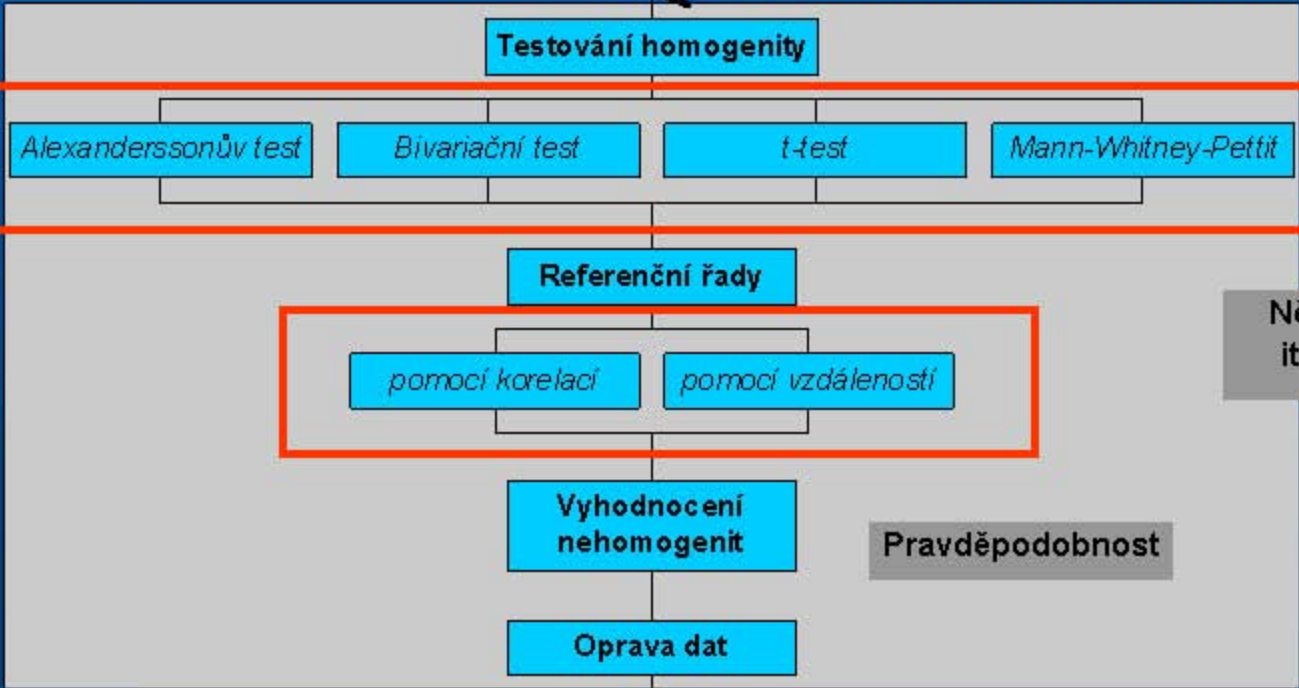 Testování homogenity
Alexanderssonův test
Bivariační test
t-test
Mann-Whitney-Pettit
Referenční řady
pomocí korelací
pomocí vzdáleností
Vyhodnocení
nehomogenit
Pravděpodobnost
Oprava dat